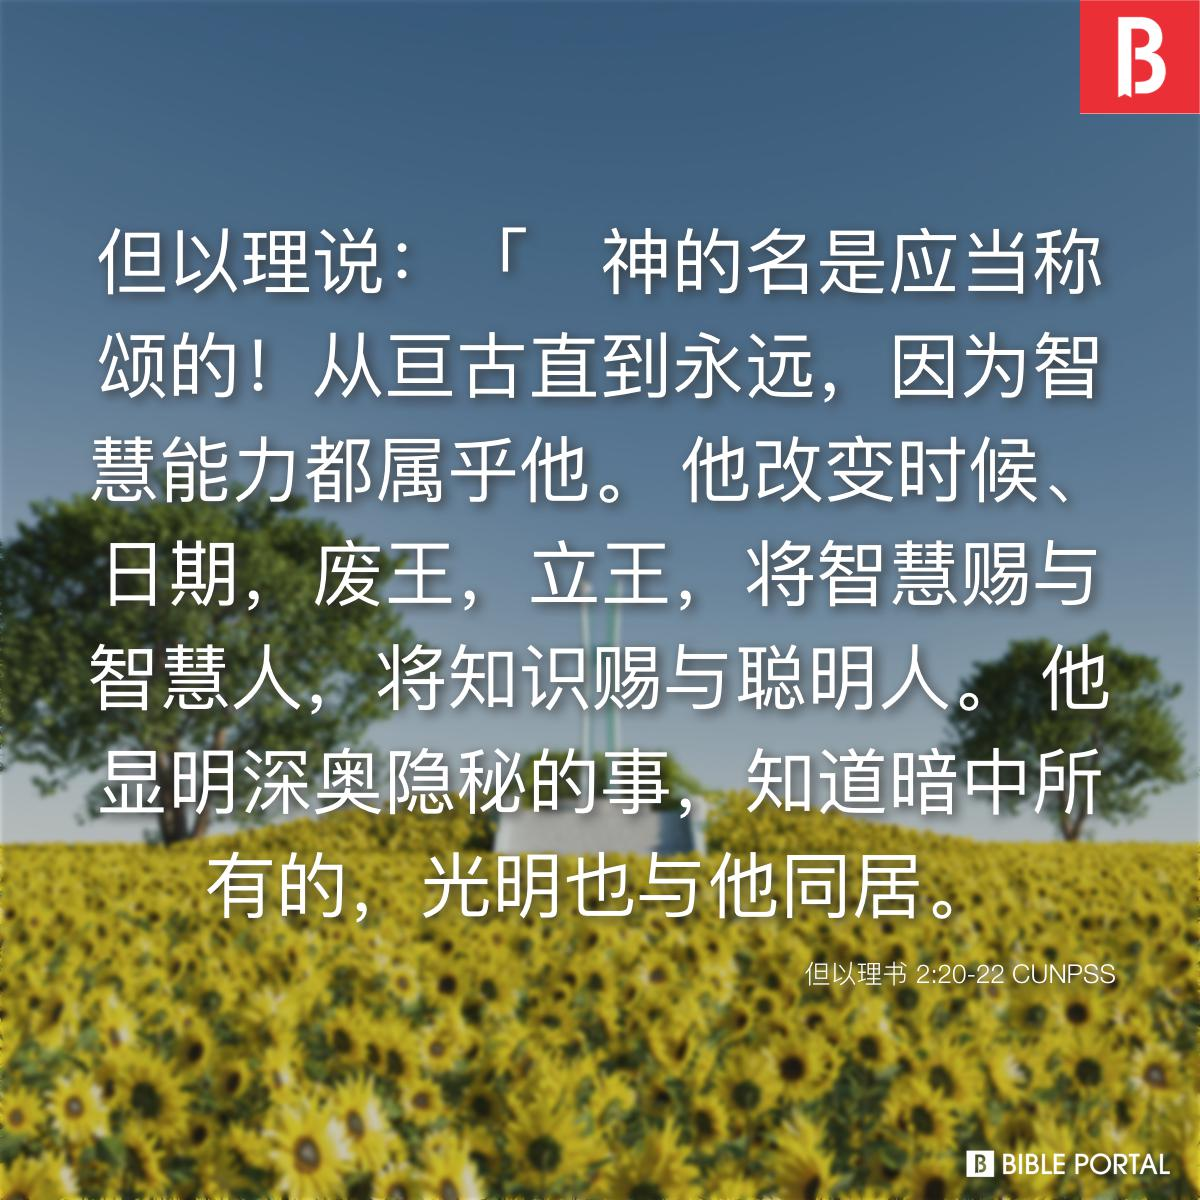 B
但以理说：「　神的名是应当称
颂的！从亘古直到永远，因为智
慧能力都属乎他。 他改变时候、
日期，废王，立王，将智慧赐与
智慧人，将知识赐与聪明人。 他
显明深奥隐秘的事，知道暗中所
有的，光明也与他同居。
但以理书 2:20-22 CUNPSS
B BIBLE PORTAL